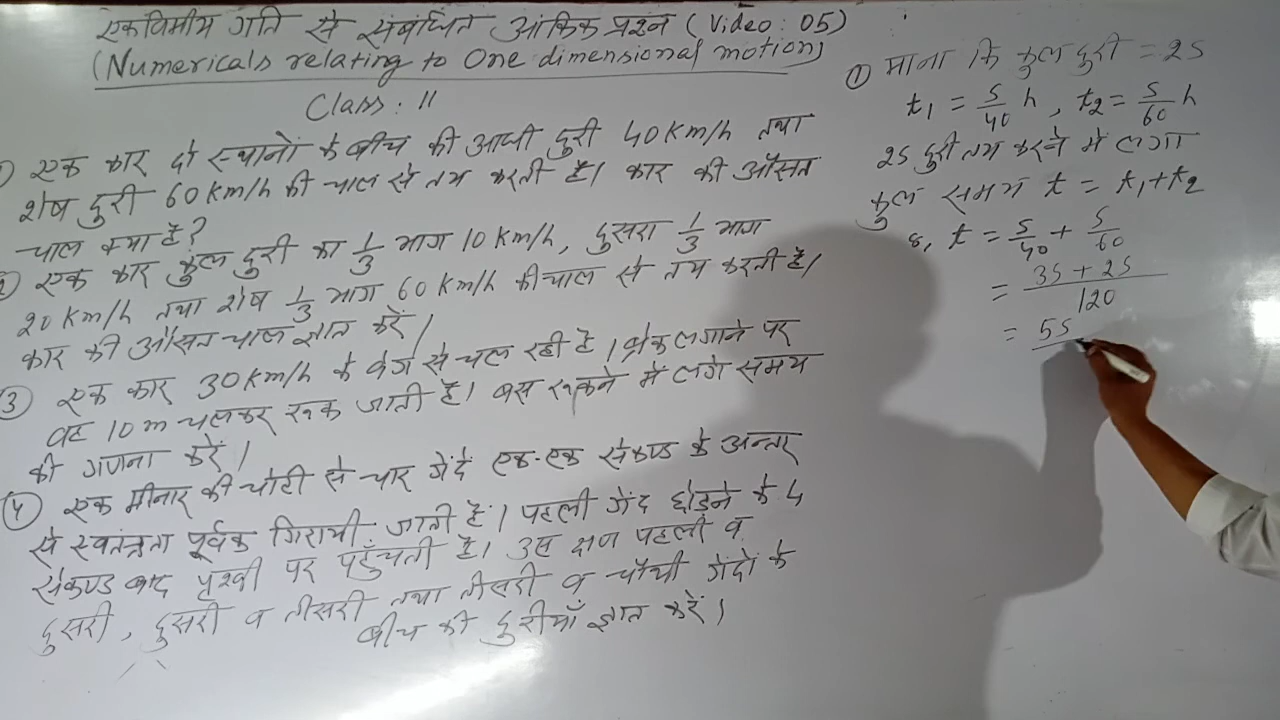 एकविमीय गति से संबंधित आंकिक प्रश्न (Video: 05)
(Numericals relating to One dimensional motion)
Class: 11
1) एक कार दो स्थानों के बीच की आधी दुरी 40 Km/h तथा
शेष दुरी 60 Km/h की चाल से तय करती है। कार की औसत
चाल क्या है?
2) एक कार कुल दुरी का 1/3 भाग 10 Km/h, दुसरा 1/3 भाग
20 Km/h तथा शेष 1/3 भाग 60 Km/h की चाल से तय करती है।
कार की औसत चाल ज्ञात करें।
3 एक कार 30 Km/h के वेग से चल रही है। ब्रेक लगाने पर
वह 10 m चलकर रूक जाती है। बस रूकने में लगे समय
की गणना करें।
4 एक मीनार की चोटी से चार गेंदे एक-एक सेकण्ड के अन्तर
से स्वतंत्रता पूर्वक गिरायी जाती हैं। पहली गेंद छोड़ने के 4
सेकण्ड बाद पृथ्वी पर पहुँचती है। उस क्षण पहली व
दुसरी, दुसरी व तीसरी तथा तीसरी व चौथी गेंदों के
बीच की दुरीयाँ ज्ञात करें।
① माना कि कुल दुरी = 2S
t1 = S/40 h, t2 = S/60 h
2S दुरी तय करने में लगा
कुल समय t = t1 + t2
8, t = S/40 + S/60
= 3S + 2S / 120
= 5S